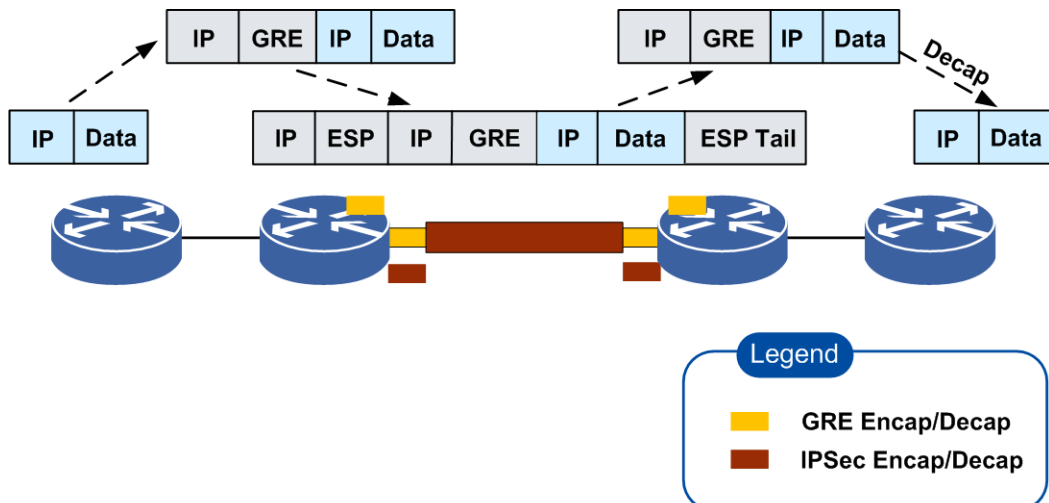 IP GRE IP Data
IP GRE IP Data
Decap
IP Data
IP ESP IP GRE IP Data ESP Tail
IP Data
Legend
GRE Encap/Decap
IPSec Encap/Decap